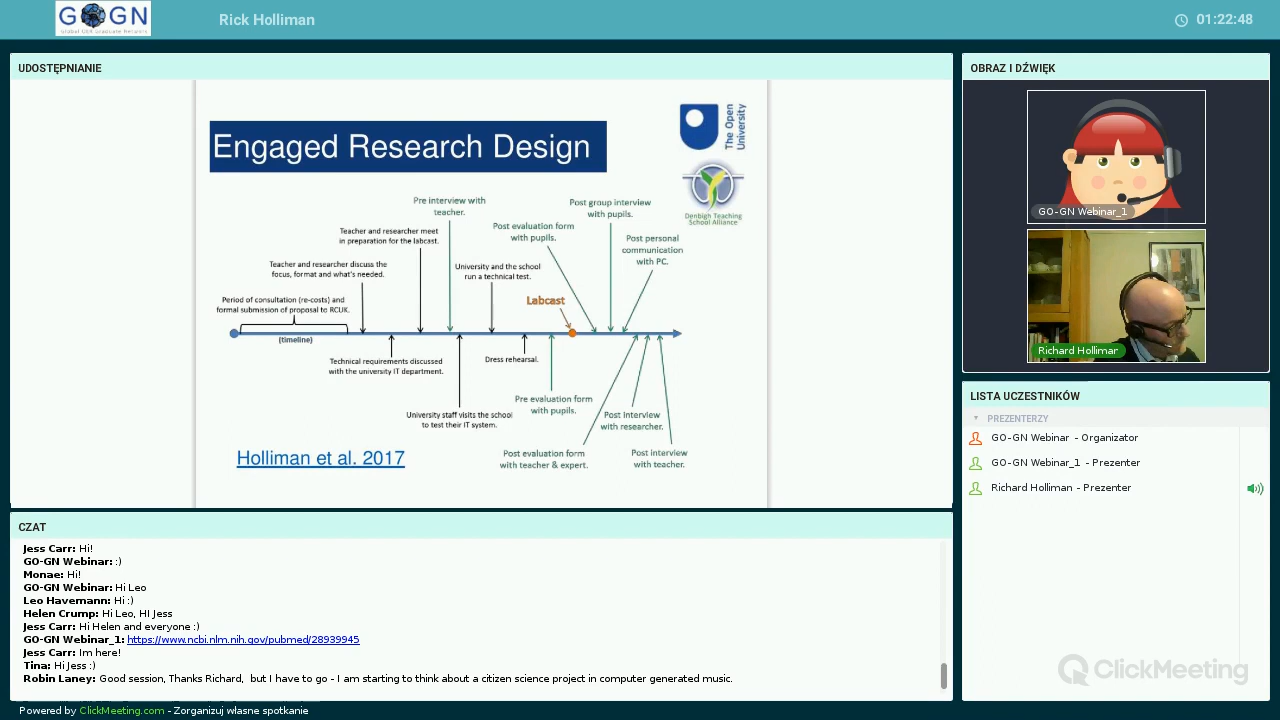 GOGN
Global OER Graduate Network
Rick Holliman
01:22:48
UDOSTĘPNIANIE
Engaged Research Design
The Open
University
Denbigh Teaching
School Alliance
Pre interview with
teacher.
Post group interview
with pupils.
Teacher and researcher meet
in preparation for the labcast.
Post evaluation form
with pupils.
Post personal
communication
with PC.
Teacher and researcher discuss the
focus, format and what's needed.
University and the school
run a technical test.
Period of consultation (re-costs) and
formal submission of proposal to RCUK.
Labcast
(timeline)
Technical requirements discussed
with the university IT department.
Dress rehearsal.
University staff visits the school
to test their IT system.
Pre evaluation form
with pupils.
Post interview
with researcher.
Post evaluation form
with teacher & expert.
Post interview
with teacher.
Holliman et al. 2017
OBRAZ I DŹWIĘK
GO-GN Webinar_1
Richard Holliman
LISTA UCZESTNIKÓW
PREZENTERZY
GO-GN Webinar - Organizator
GO-GN Webinar_1 - Prezenter
Richard Holliman - Prezenter
ClickMeeting
CZAT
Jess Carr: Hi!
GO-GN Webinar: :)
Monae: Hi!
GO-GN Webinar: Hi Leo
Leo Havemann: Hi :)
Helen Crump: Hi Leo, HI Jess
Jess Carr: Hi Helen and everyone :)
GO-GN Webinar_1: https://www.ncbi.nlm.nih.gov/pubmed/28939945
Jess Carr: Im here!
Tina: Hi Jess :)
Robin Laney: Good session, Thanks Richard, but I have to go - I am starting to think about a citizen science project in computer generated music.
Powered by ClickMeeting.com - Zorganizuj własne spotkanie